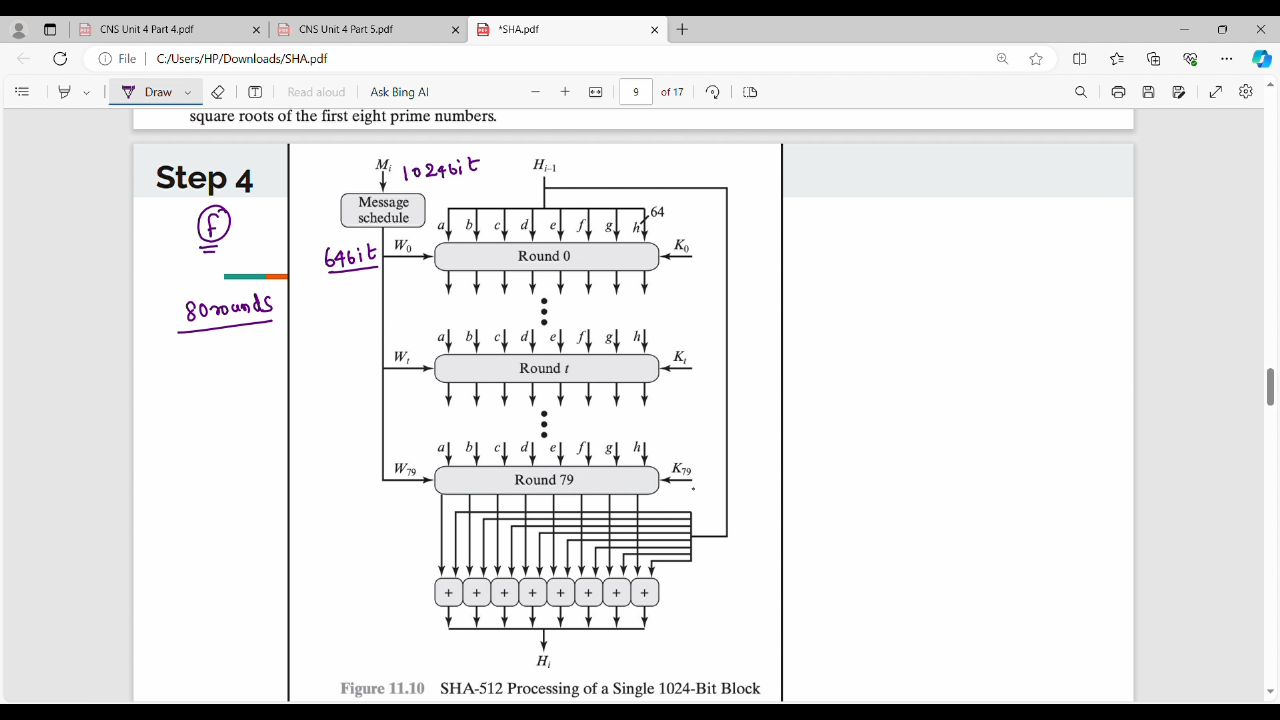 CNS Unit 4 Part 4.pdf
CNS Unit 4 Part 5.pdf
*SHA.pdf
File
C:/Users/HP/Downloads/SHA.pdf
Draw
Read aloud
Ask Bing AI
9
of 17
square roots of the first eight prime numbers.
Step 4
f
80rounds
Mi 1024bit
Hi–1
Message
schedule
64
a b c d e f g h
64bit
W0
Round 0
K0
a b c d e f g h
Wt
Round t
Kt
a b c d e f g h
W79
Round 79
K79
+ + + + + + + +
Hi
Figure 11.10 SHA-512 Processing of a Single 1024-Bit Block